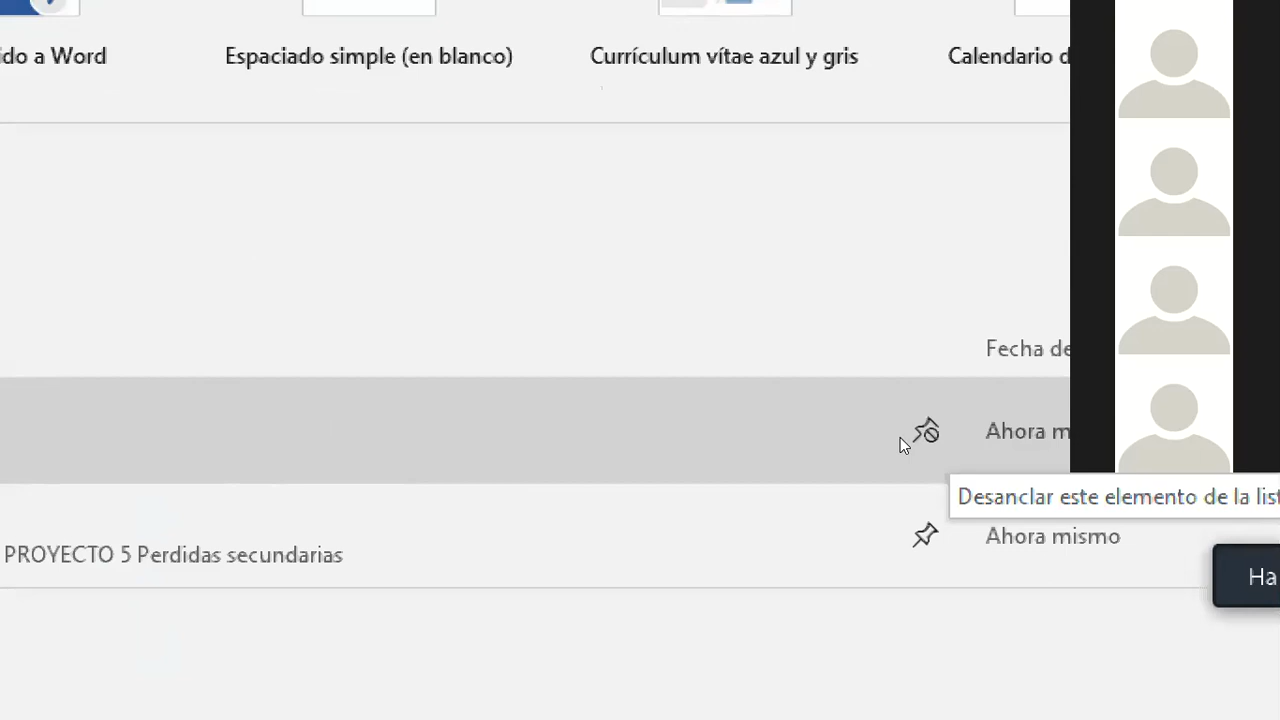 ido a Word
Espaciado simple (en blanco)
Currículum vítae azul y gris
Calendario d
Fecha de
Ahora m
Desanclar este elemento de la list
Ahora mismo
PROYECTO 5 Perdidas secundarias
Ha